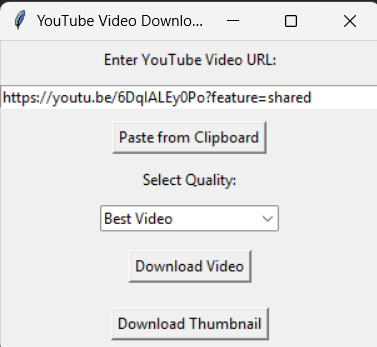 YouTube Video Downlo...
Enter YouTube Video URL:
https://youtu.be/6DqlALEy0Po?feature=shared
Paste from Clipboard
Select Quality:
Best Video
Download Video
Download Thumbnail